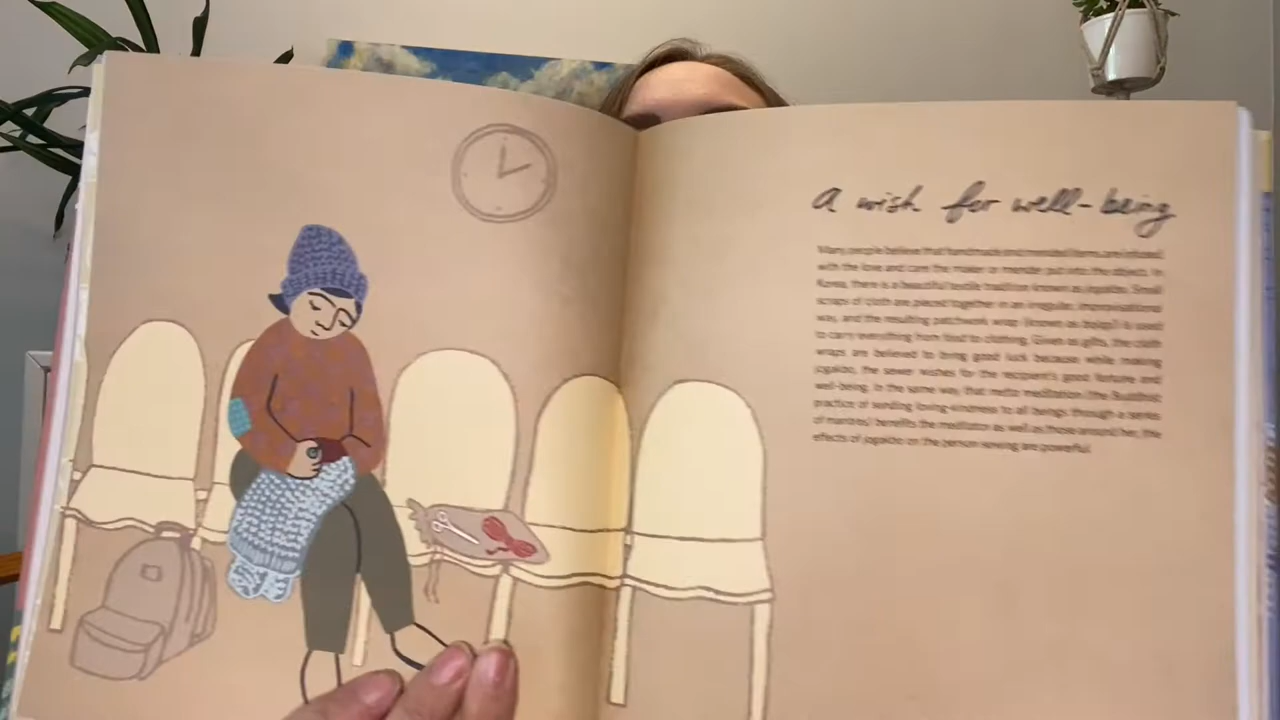 A wish for well-being
Many people believe that handmade and mended items are imbued
with the love and care the maker or mender put into the object. In
Korea, there is a beautiful textile tradition known as jogakbo. Small
scraps of cloth are pieced together in an irregular improvisational
way, and the resulting patchwork wrap (known as bojagi) is used
to carry everything from food to clothing. Given as gifts, the cloth
wraps are believed to bring good luck because while making
jogakbo, the sewer wishes for the recipient's good fortune and
well-being. In the same way, that metta meditation (the Buddhist
practice of sending loving-kindness to all beings through a series
of mantras) benefits the meditator as well as those around her, the
effects of jogakbo on the person sewing are powerful.